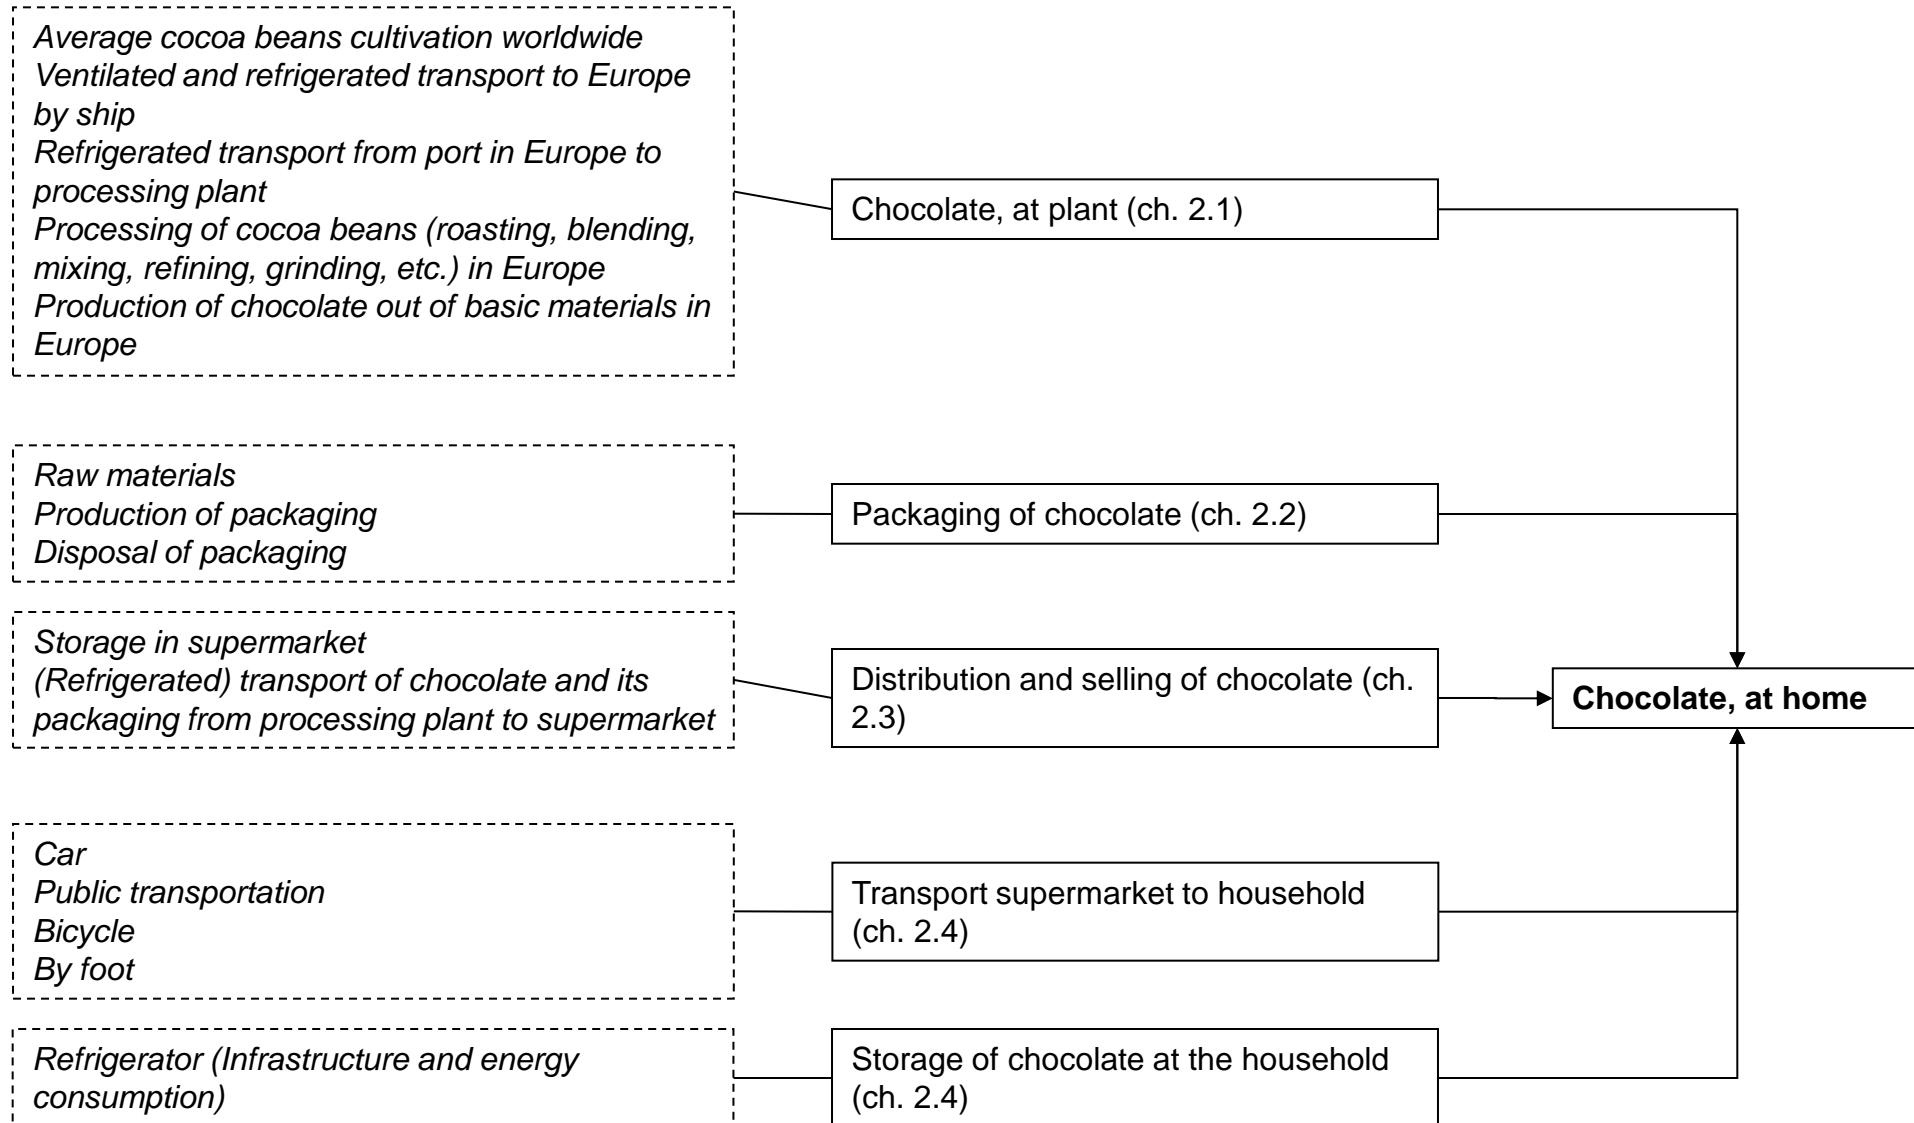 Average cocoa beans cultivation worldwide
Ventilated and refrigerated transport to Europe
by ship
Refrigerated transport from port in Europe to
processing plant
Processing of cocoa beans (roasting, blending,
mixing, refining, grinding, etc.) in Europe
Production of chocolate out of basic materials in
Europe
Chocolate, at plant (ch. 2.1)
Raw materials
Production of packaging
Disposal of packaging
Packaging of chocolate (ch. 2.2)
Storage in supermarket
(Refrigerated) transport of chocolate and its
packaging from processing plant to supermarket
Distribution and selling of chocolate (ch.
2.3)
Chocolate, at home
Car
Public transportation
Bicycle
By foot
Transport supermarket to household
(ch. 2.4)
Refrigerator (Infrastructure and energy
consumption)
Storage of chocolate at the household
(ch. 2.4)